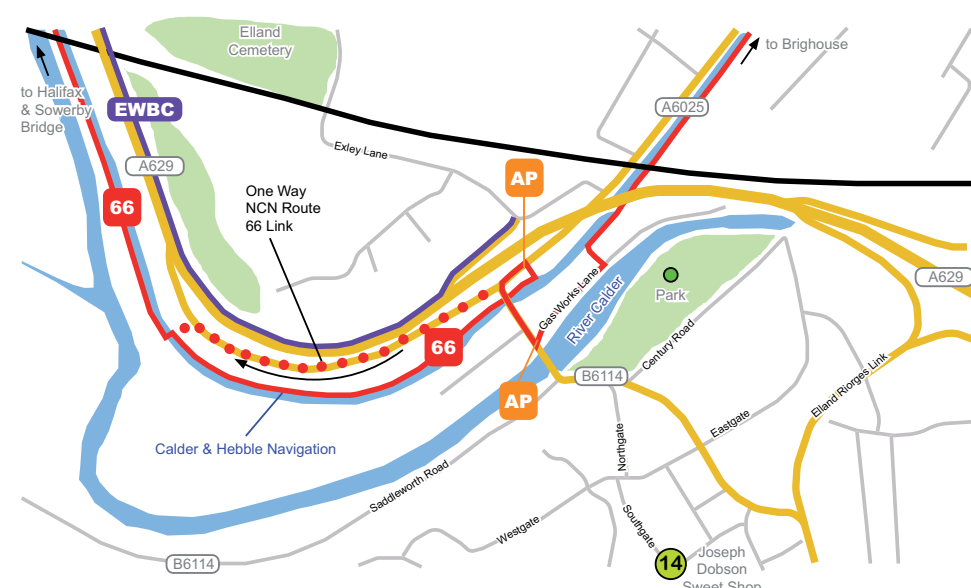 Elland
Cemetery
to Brighouse
to Halifax
& Sowerby
Bridge
EWBC
A6025
A629
Exley Lane
AP
One Way
NCN Route
66 Link
66
Gas Works Lane
River Calder
Park
A629
66
Century Road
B6114
AP
Elland Riorges Link
Calder & Hebble Navigation
Eastgate
Northgate
Saddleworth Road
Westgate
Southgate
B6114
14
Joseph
Dobson
Sweet Shop